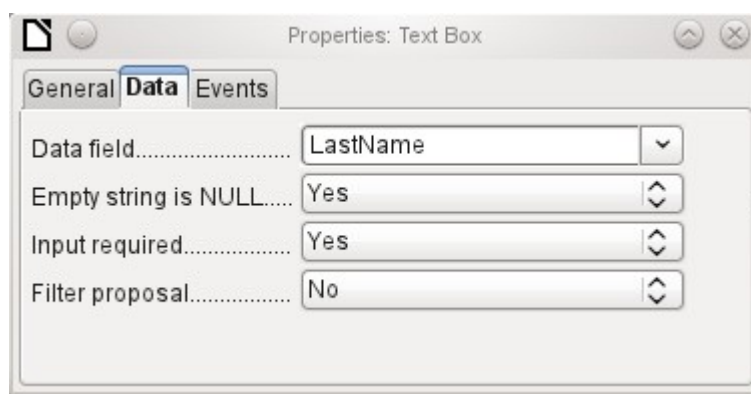 Properties: Text Box
General Data Events
Data field.......................... LastName
Empty string is NULL..... Yes
Input required.................. Yes
Filter proposal................. No